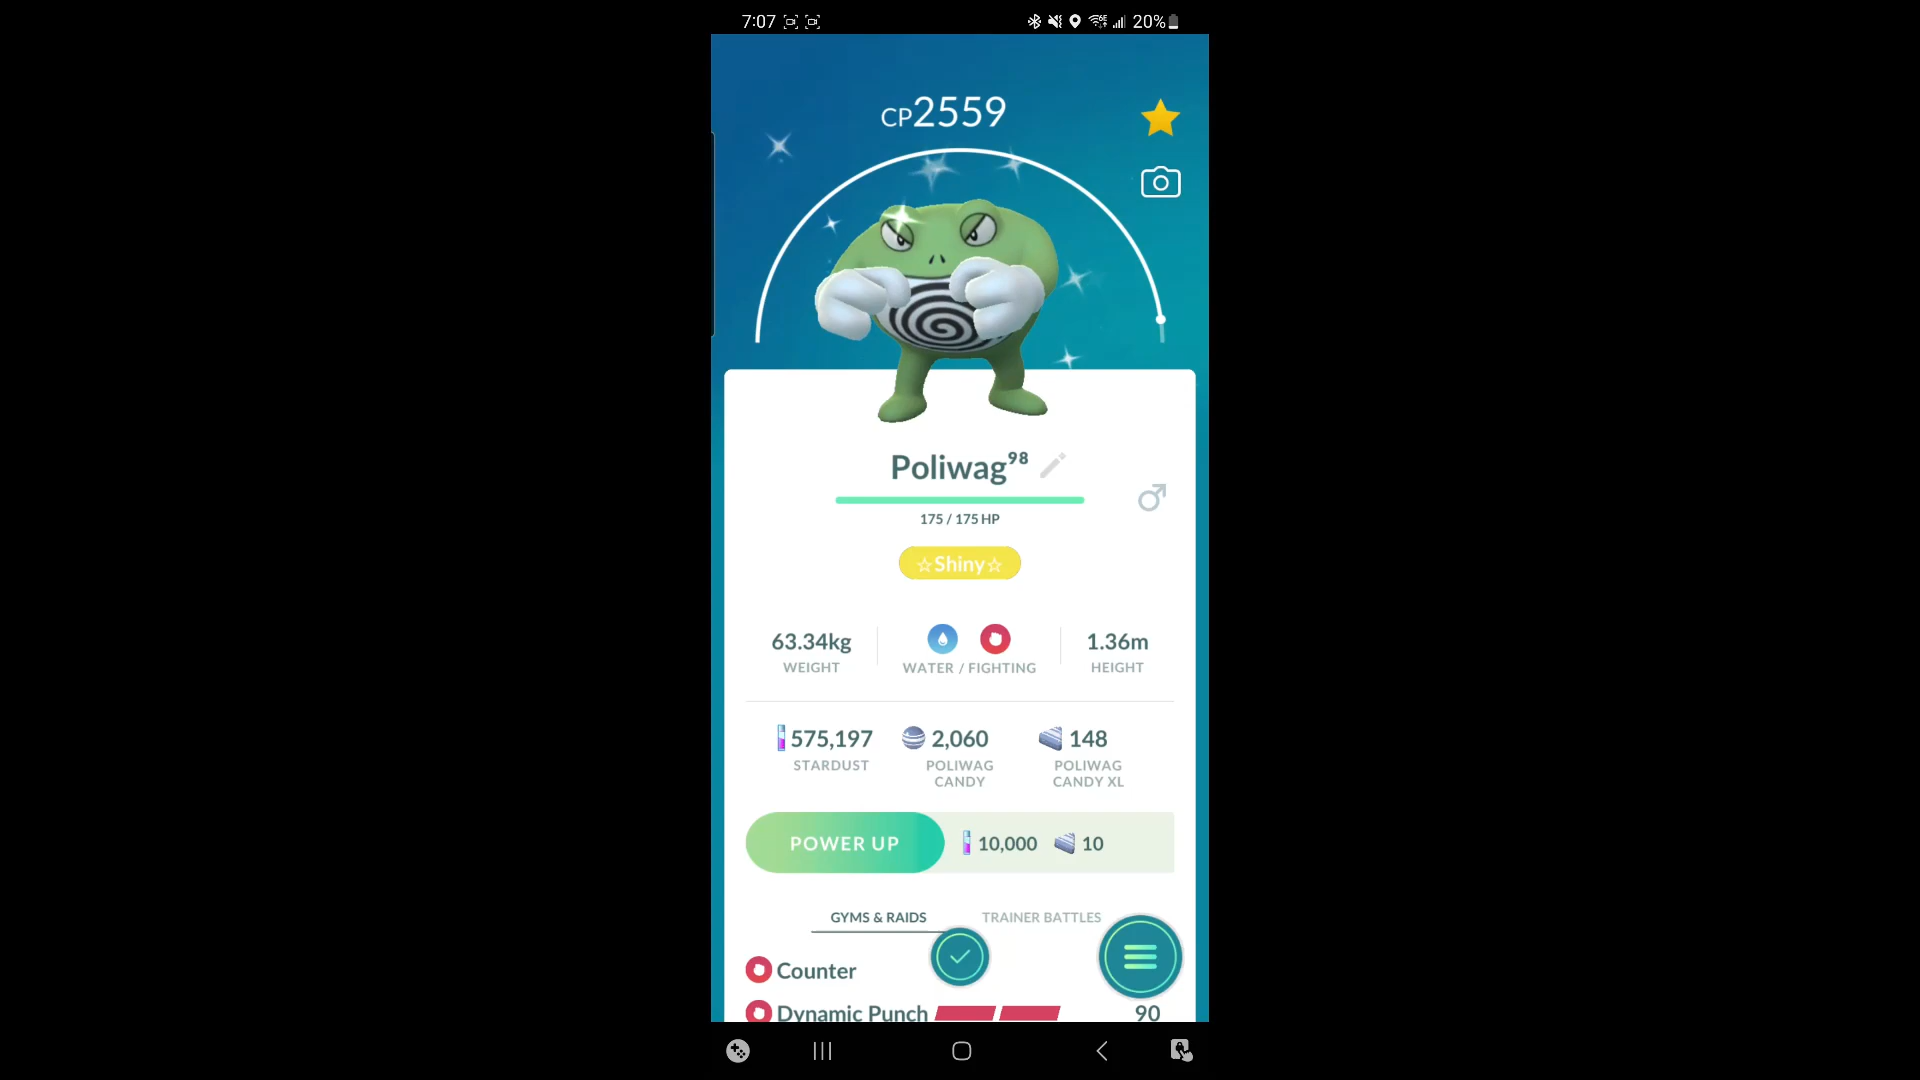 7:07 20%
CP2559
Poliwag⁹⁸
175 / 175 HP
☆Shiny☆
63.34kg 1.36m
WEIGHT WATER / FIGHTING HEIGHT
575,197 2,060 148
STARDUST POLIWAG CANDY POLIWAG CANDY XL
POWER UP 10,000 10
GYMS & RAIDS TRAINER BATTLES
Counter
Dynamic Punch 90